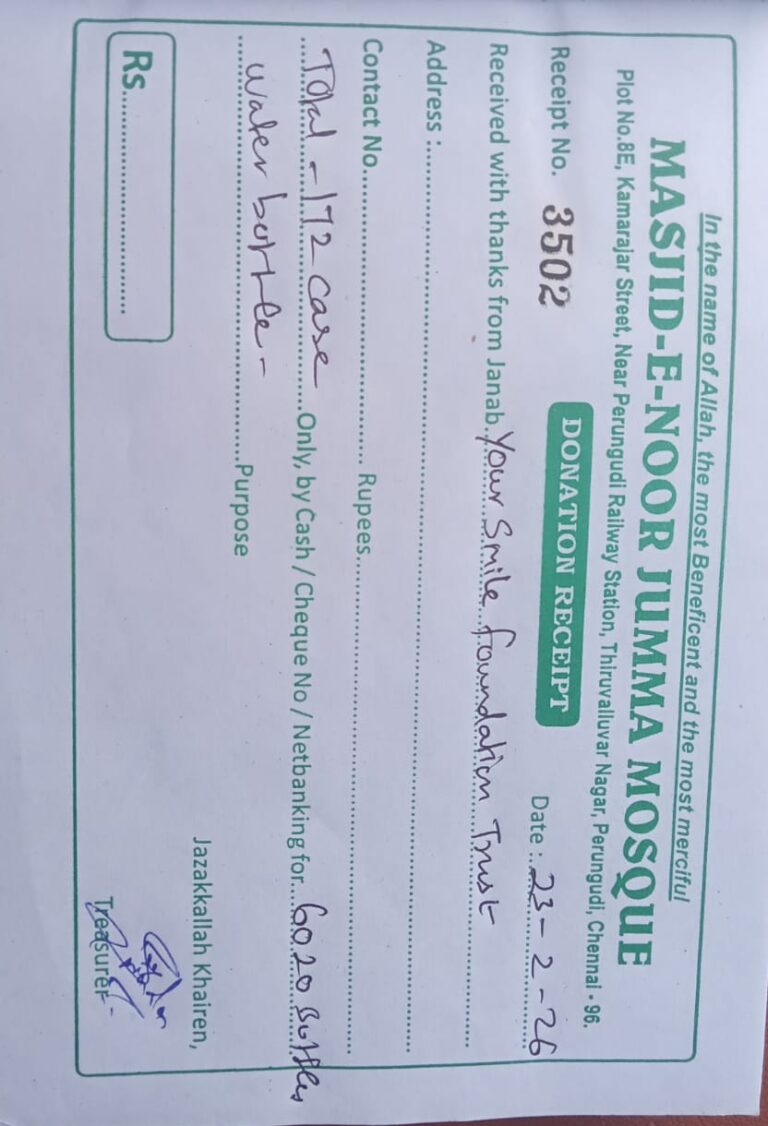 In the name of Allah, the most Beneficent and the most merciful
MASJID-E-NOOR JUMMA MOSQUE
Plot No.8E, Kamarajar Street, Near Perungudi Railway Station, Thiruvalluvar Nagar, Perungudi, Chennai - 96.
Receipt No. 3502 DONATION RECEIPT Date : 23-2-26
Received with thanks from Janab Your Smile foundation Trust
Address :
Contact No. Rupees
Total - 172 case Only, by Cash / Cheque No / Netbanking for 6020 Bottles
water bottle - Purpose
Jazakkallah Khairen,
Rs.
Treasurer